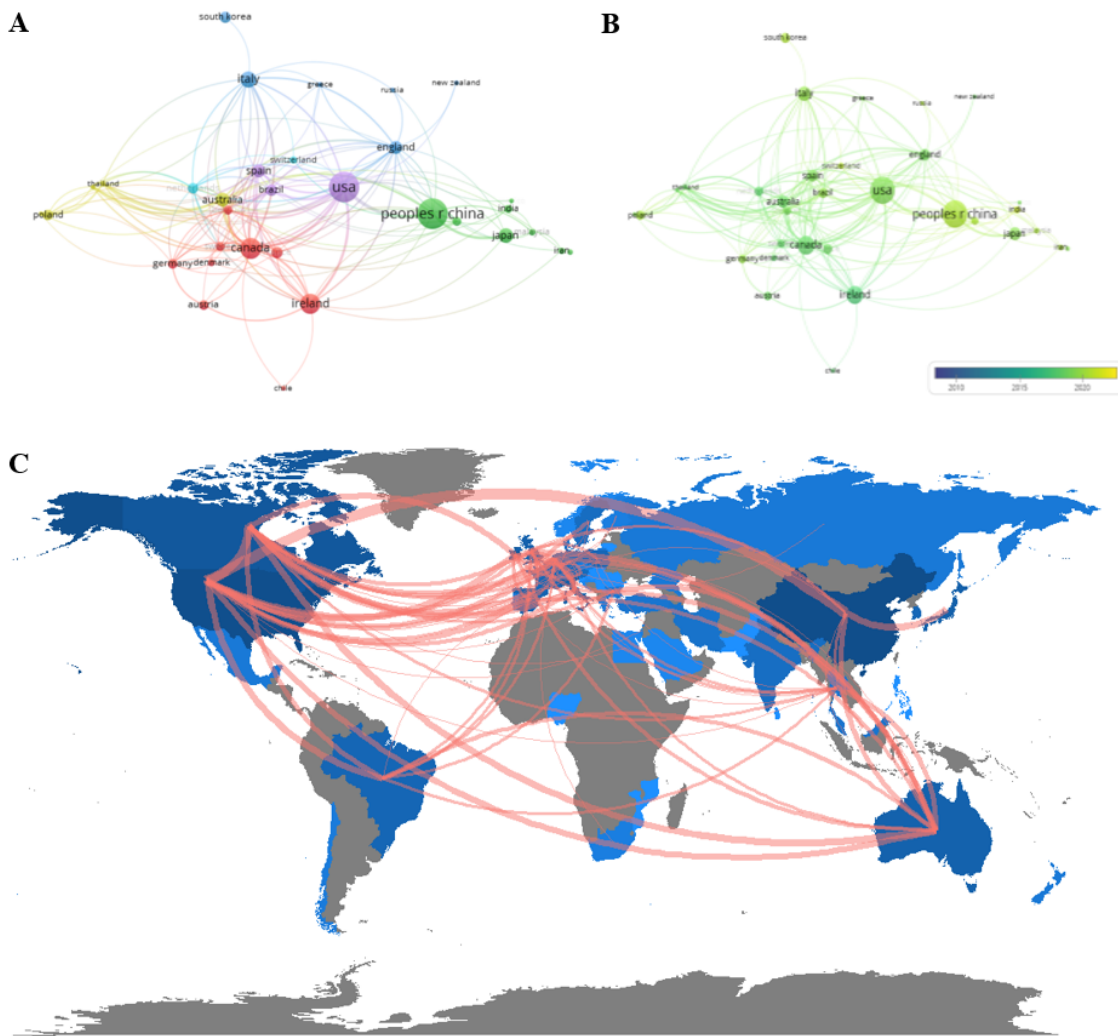 A
south korea
italy
greece
russia
new zealand
england
switzerland
spain
usa
brazil
thailand
australia
poland
peoples r china
india
japan
iran
canada
germany
denmark
austria
ireland
chile
B
south korea
italy
greece
russia
new zealand
england
switzerland
spain
usa
brazil
thailand
australia
poland
peoples r china
india
japan
iran
canada
germany
denmark
austria
ireland
chile
2010 2015 2020
C